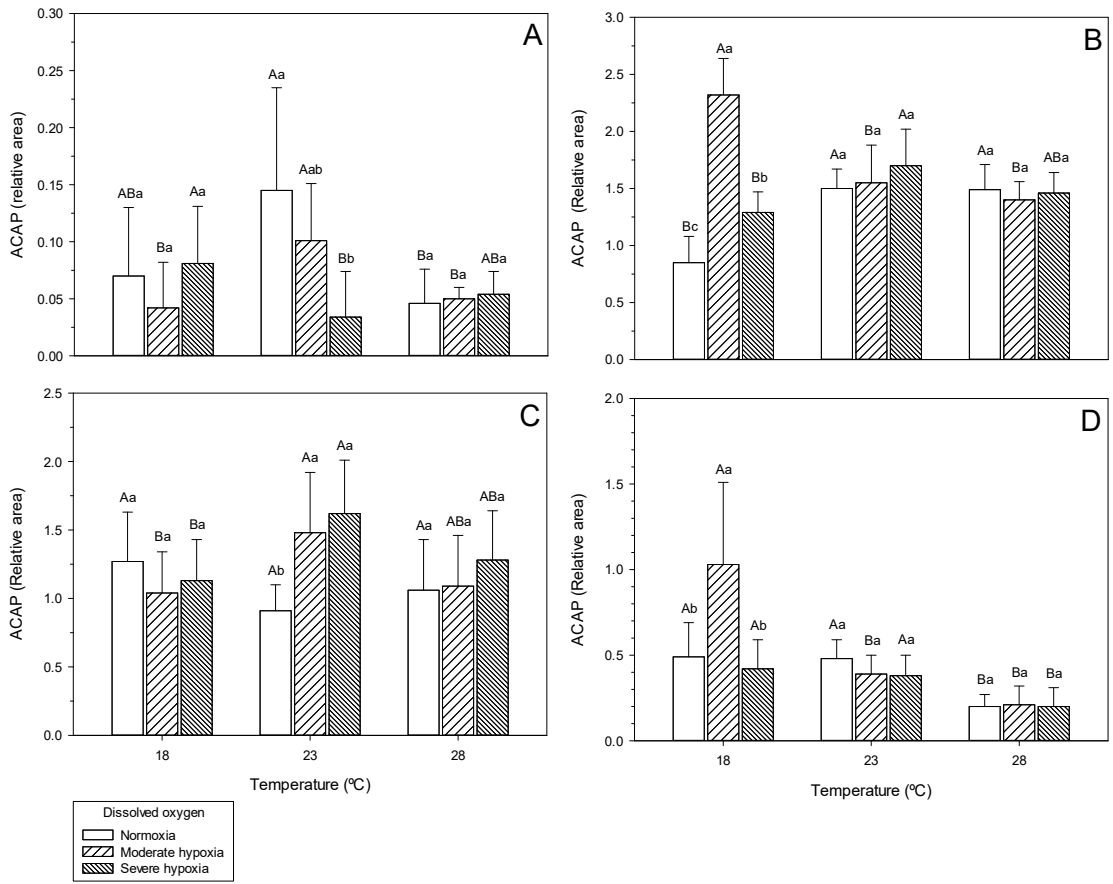 A
ACAP (relative area)
0.30
0.25
0.20
0.15
0.10
0.05
0.00
ABa
Ba
Aa
Aa
Aab
Bb
Ba
Ba
ABa
B
ACAP (Relative area)
3.0
2.5
2.0
1.5
1.0
0.5
0.0
Bc
Aa
Bb
Aa
Ba
Aa
Aa
Ba
ABa
C
ACAP (Relative area)
2.5
2.0
1.5
1.0
0.5
0.0
Aa
Ba
Ba
Ab
Aa
Aa
Aa
ABa
ABa
18
23
28
Temperature (ºC)
D
ACAP (Relative area)
2.0
1.5
1.0
0.5
0.0
Ab
Aa
Ab
Aa
Ba
Aa
Ba
Ba
Ba
18
23
28
Temperature (ºC)
Dissolved oxygen
Normoxia
Moderate hypoxia
Severe hypoxia